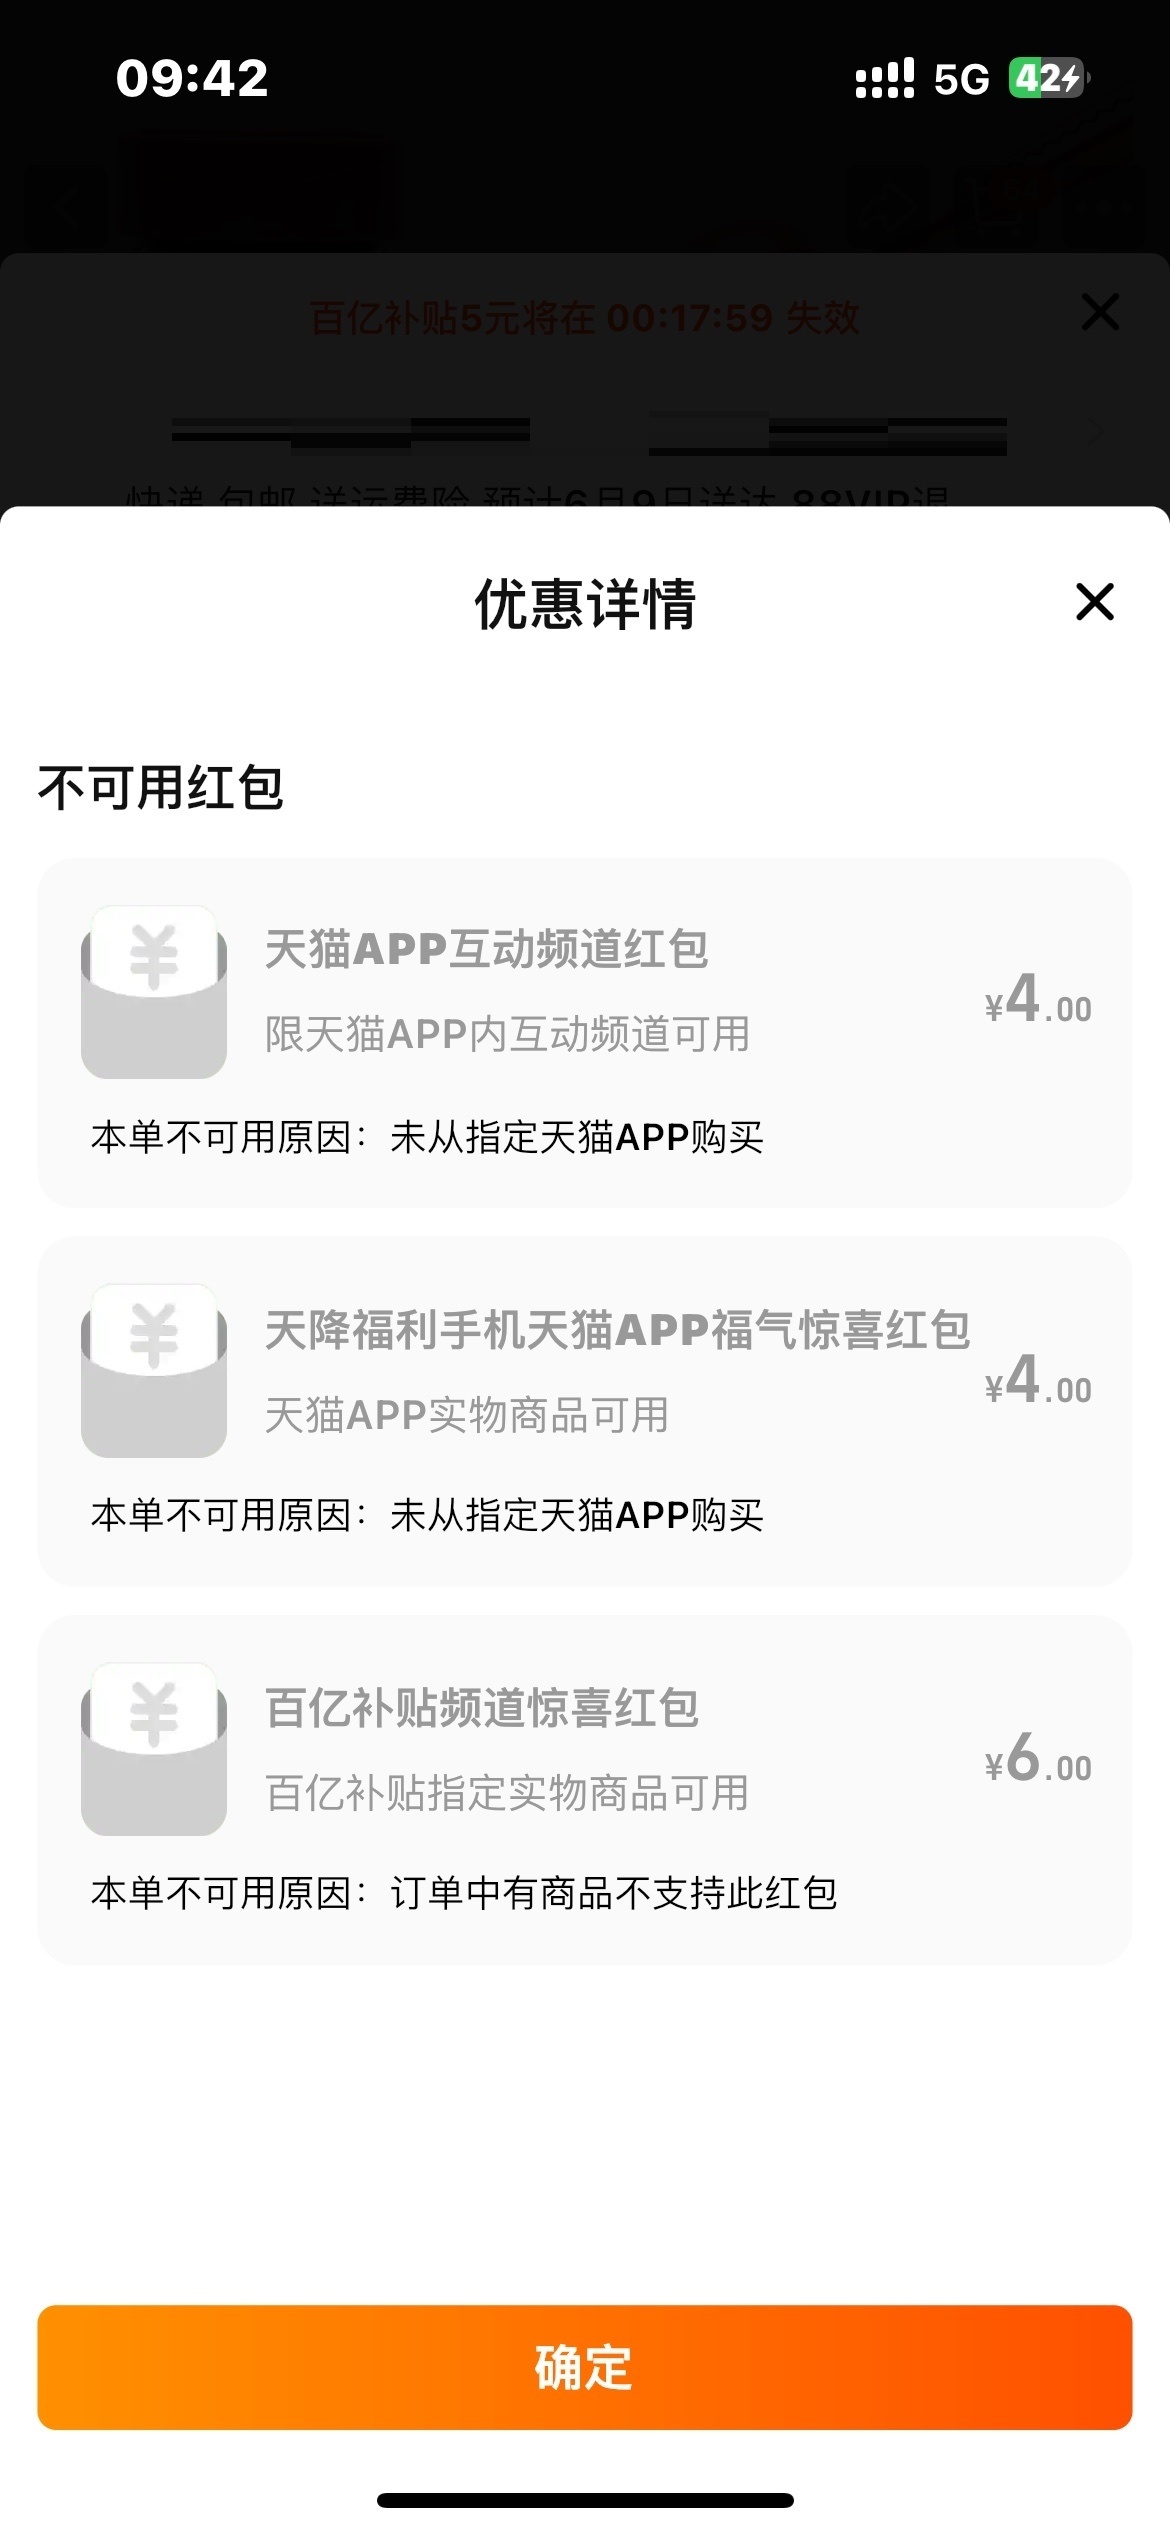 09:42
5G 42
百亿补贴5元将在 00:17:59 失效
快递 包邮 送运费险 预计6月9日送达 88VIP退
优惠详情
不可用红包
¥
天猫APP互动频道红包
限天猫APP内互动频道可用
¥4.00
本单不可用原因：未从指定天猫APP购买
¥
天降福利手机天猫APP福气惊喜红包
天猫APP实物商品可用
¥4.00
本单不可用原因：未从指定天猫APP购买
¥
百亿补贴频道惊喜红包
百亿补贴指定实物商品可用
¥6.00
本单不可用原因：订单中有商品不支持此红包
确定